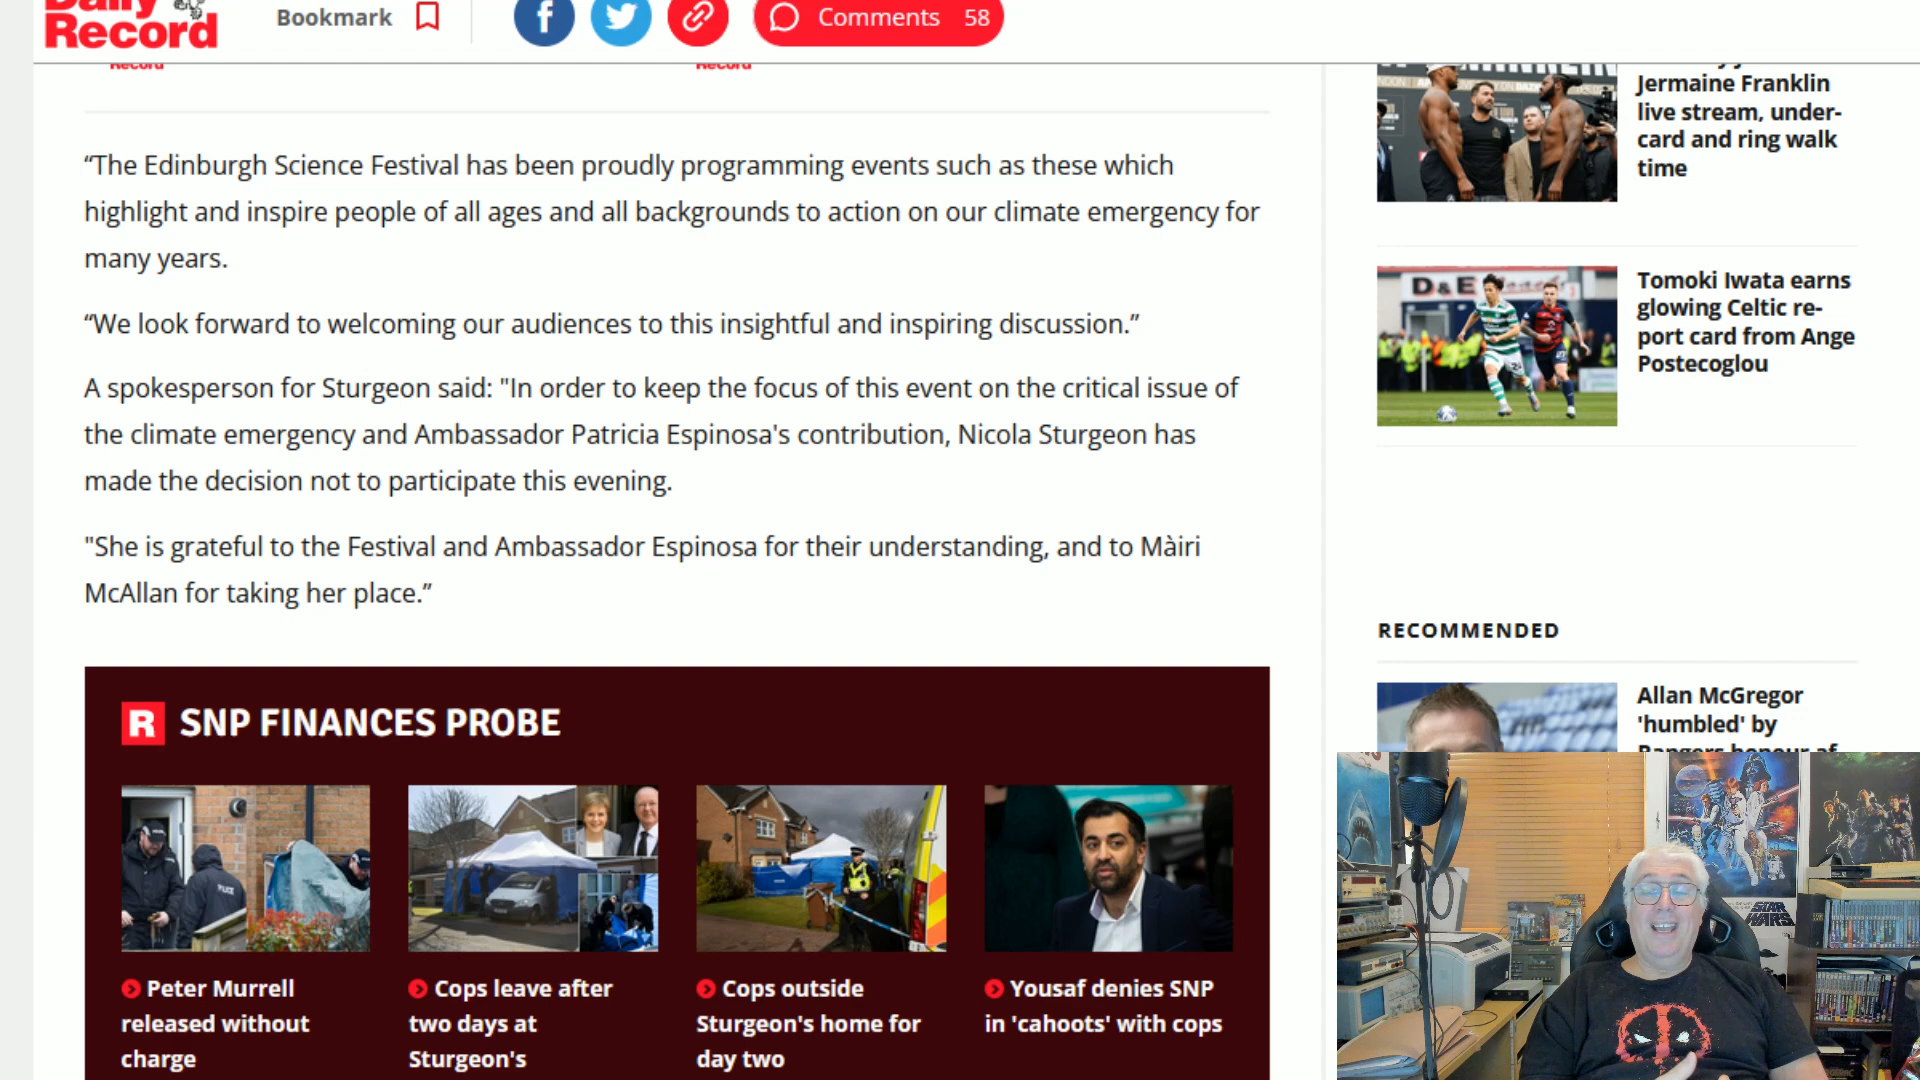 Daily
Record
Bookmark
Comments 58
Record
Record
“The Edinburgh Science Festival has been proudly programming events such as these which
highlight and inspire people of all ages and all backgrounds to action on our climate emergency for
many years.
“We look forward to welcoming our audiences to this insightful and inspiring discussion.”
A spokesperson for Sturgeon said: "In order to keep the focus of this event on the critical issue of
the climate emergency and Ambassador Patricia Espinosa's contribution, Nicola Sturgeon has
made the decision not to participate this evening.
"She is grateful to the Festival and Ambassador Espinosa for their understanding, and to Màiri
McAllan for taking her place.”
R SNP FINANCES PROBE
POLICE
Peter Murrell
released without
charge
Cops leave after
two days at
Sturgeon's
Cops outside
Sturgeon's home for
day two
Yousaf denies SNP
in 'cahoots' with cops
Jermaine Franklin
live stream, under-
card and ring walk
time
D&E
Tomoki Iwata earns
glowing Celtic re-
port card from Ange
Postecoglou
RECOMMENDED
Allan McGregor
'humbled' by
Rangers honour
STAR
WARS